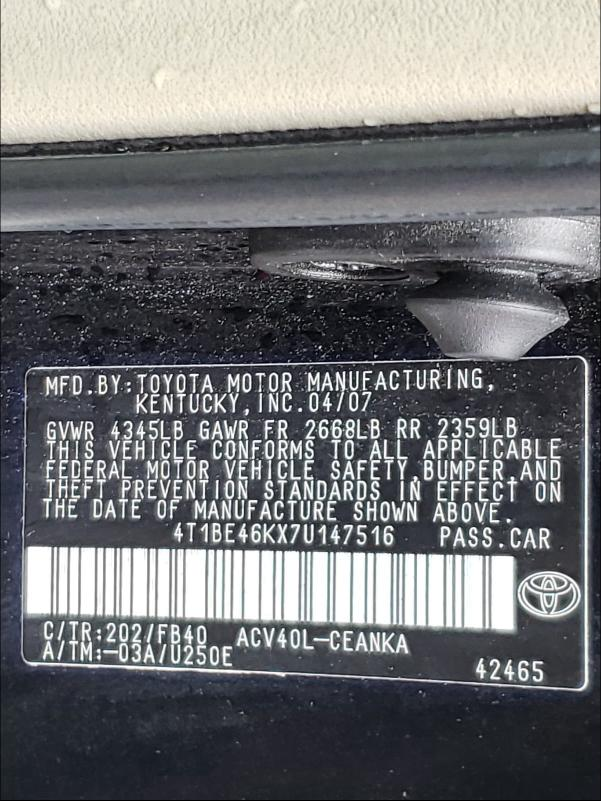 MFD.BY:TOYOTA MOTOR MANUFACTURING,
KENTUCKY,INC.04/07
GVWR 4345LB GAWR FR 2668LB RR 2359LB
THIS VEHICLE CONFORMS TO ALL APPLICABLE
FEDERAL MOTOR VEHICLE SAFETY,BUMPER,AND
THEFT PREVENTION STANDARDS IN EFFECT ON
THE DATE OF MANUFACTURE SHOWN ABOVE.
4T1BE46KX7U147516 PASS.CAR
C/TR:202/FB40 ACV40L-CEANKA
A/TM:-03A/U250E 42465